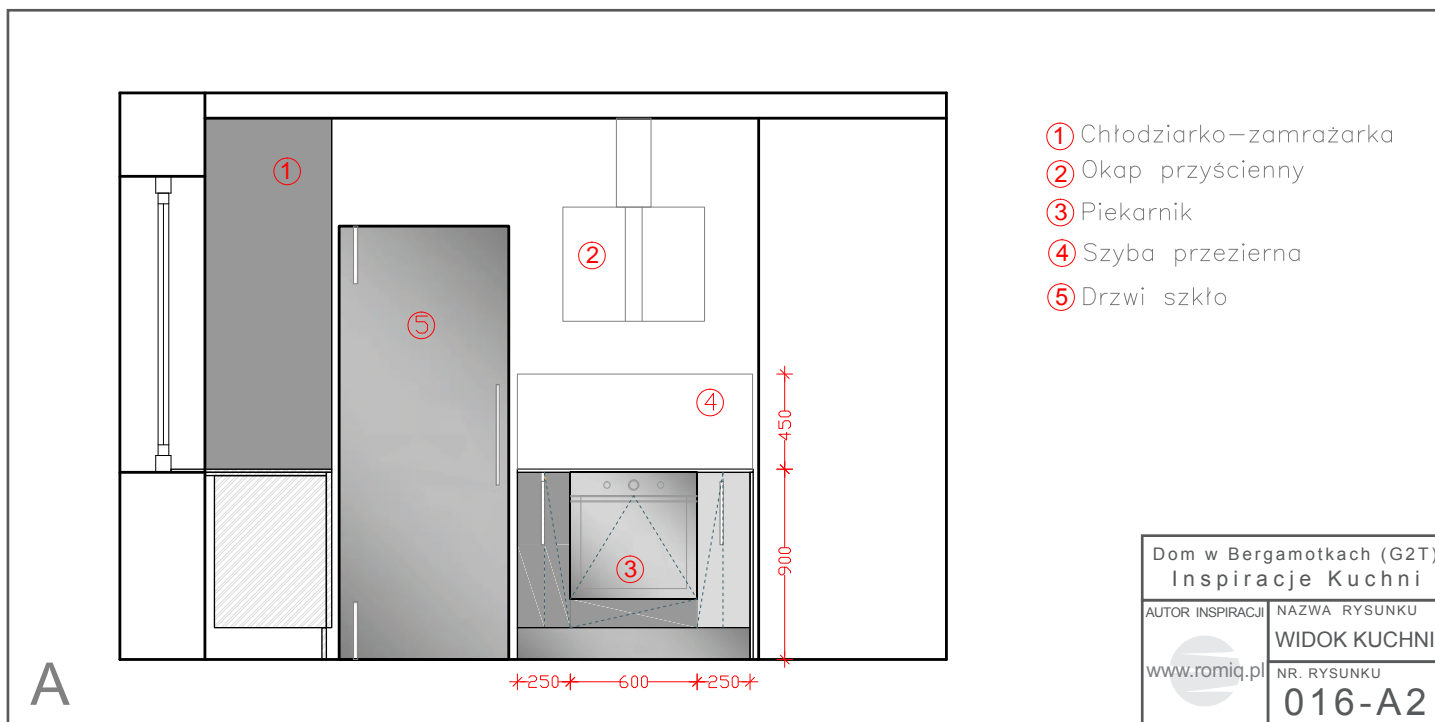 1
2
3
4
5
450
900
250 600 250
A
1 Chłodziarko–zamrażarka
2 Okap przyścienny
3 Piekarnik
4 Szyba przezierna
5 Drzwi szkło
Dom w Bergamotkach (G2T)
Inspiracje Kuchni
AUTOR INSPIRACJI
www.romiq.pl
NAZWA RYSUNKU
WIDOK KUCHNI
NR. RYSUNKU
016-A2